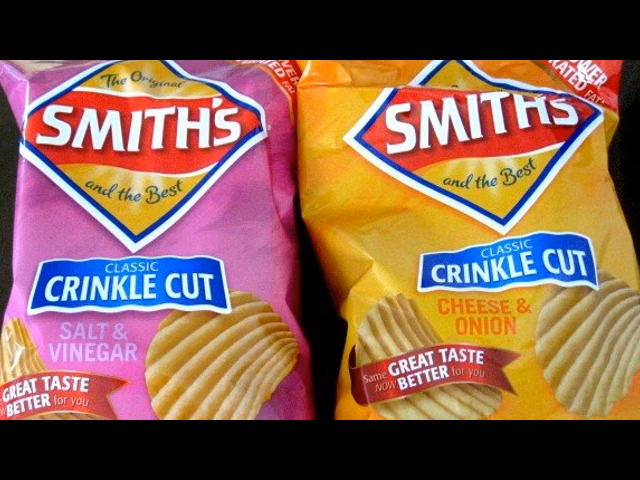 The Original
SMITH'S
and the Best
CLASSIC
CRINKLE CUT
SALT &
VINEGAR
GREAT TASTE
BETTER for you
SMITH'S
and the Best
CLASSIC
CRINKLE CUT
CHEESE &
ONION
Same GREAT TASTE
NOW BETTER for you